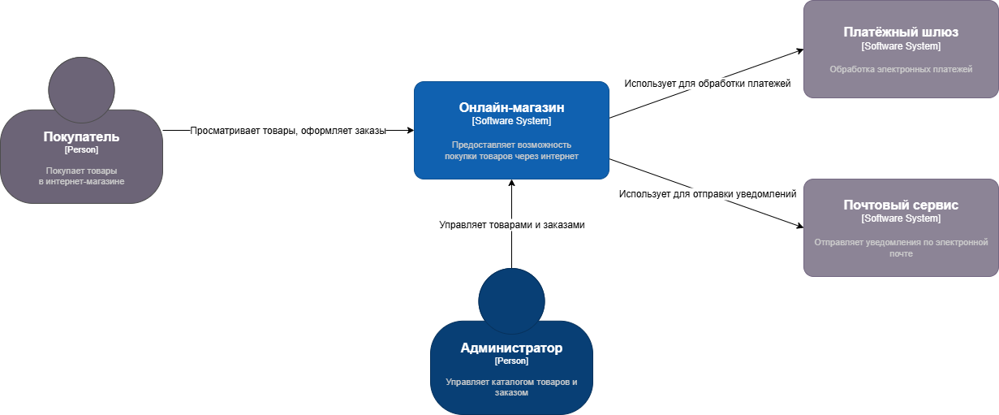 Покупатель
[Person]
Покупает товары
в интернет-магазине
Просматривает товары, оформляет заказы
Онлайн-магазин
[Software System]
Предоставляет возможность
покупки товаров через интернет
Использует для обработки платежей
Платёжный шлюз
[Software System]
Обработка электронных платежей
Использует для отправки уведомлений
Почтовый сервис
[Software System]
Отправляет уведомления по электронной
почте
Управляет товарами и заказами
Администратор
[Person]
Управляет каталогом товаров и
заказом